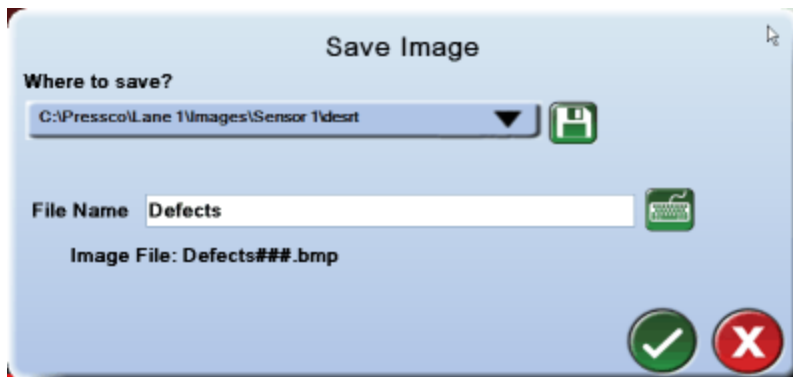 Save Image
Where to save?
C:\Pressco\Lane 1\Images\Sensor 1\desrt
File Name Defects
Image File: Defects###.bmp